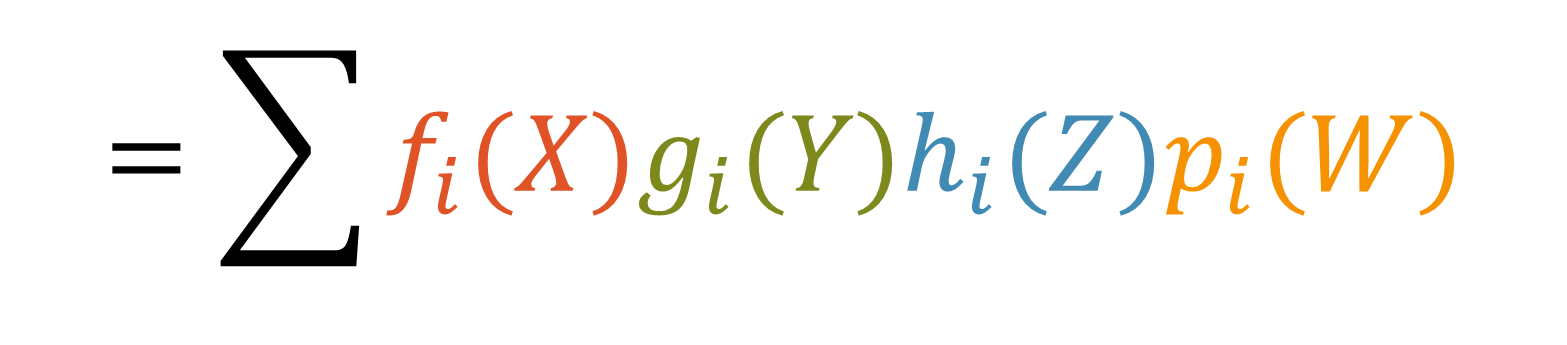 = ∑ fᵢ(X)gᵢ(Y)hᵢ(Z)pᵢ(W)